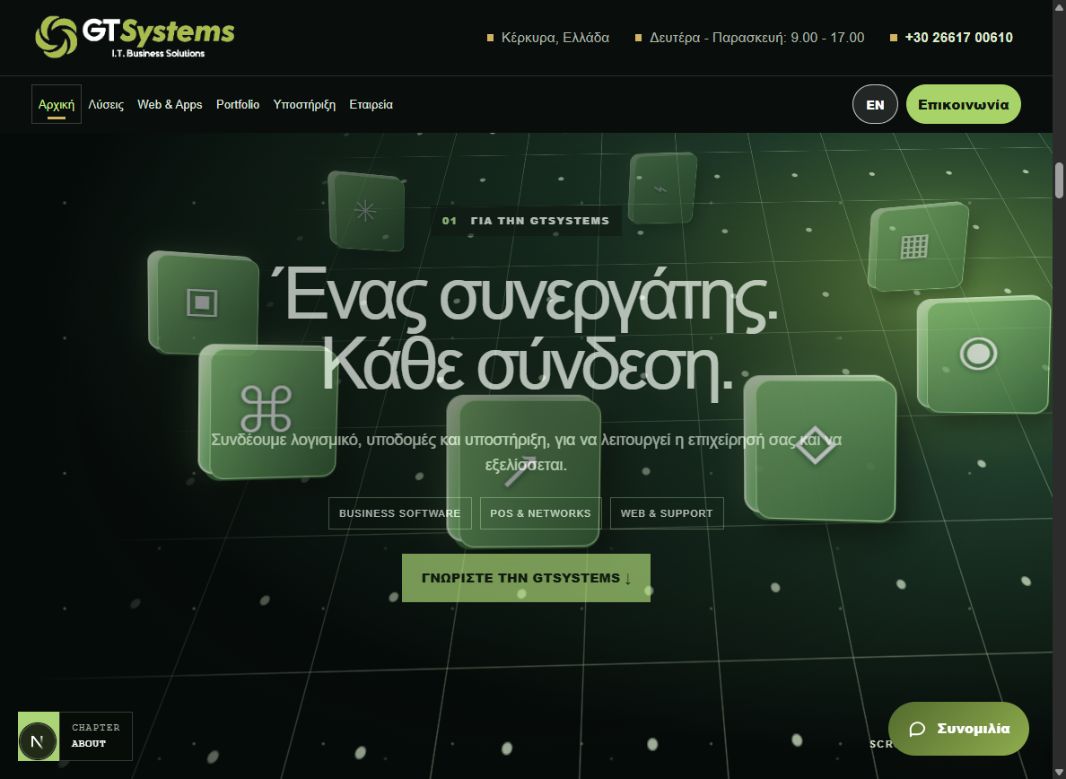 GTSystems
I.T. Business Solutions
Κέρκυρα, Ελλάδα
Δευτέρα - Παρασκευή: 9.00 - 17.00
+30 26617 00610
Αρχική
Λύσεις
Web & Apps
Portfolio
Υποστήριξη
Εταιρεία
EN
Επικοινωνία
01 ΓΙΑ ΤΗΝ GTSYSTEMS
Ένας συνεργάτης.
Κάθε σύνδεση.
Συνδέουμε λογισμικό, υποδομές και υποστήριξη, για να λειτουργεί η επιχείρησή σας και να
εξελίσσεται.
BUSINESS SOFTWARE
POS & NETWORKS
WEB & SUPPORT
ΓΝΩΡΙΣΤΕ ΤΗΝ GTSYSTEMS ↓
N
CHAPTER
ABOUT
SCR
Συνομιλία